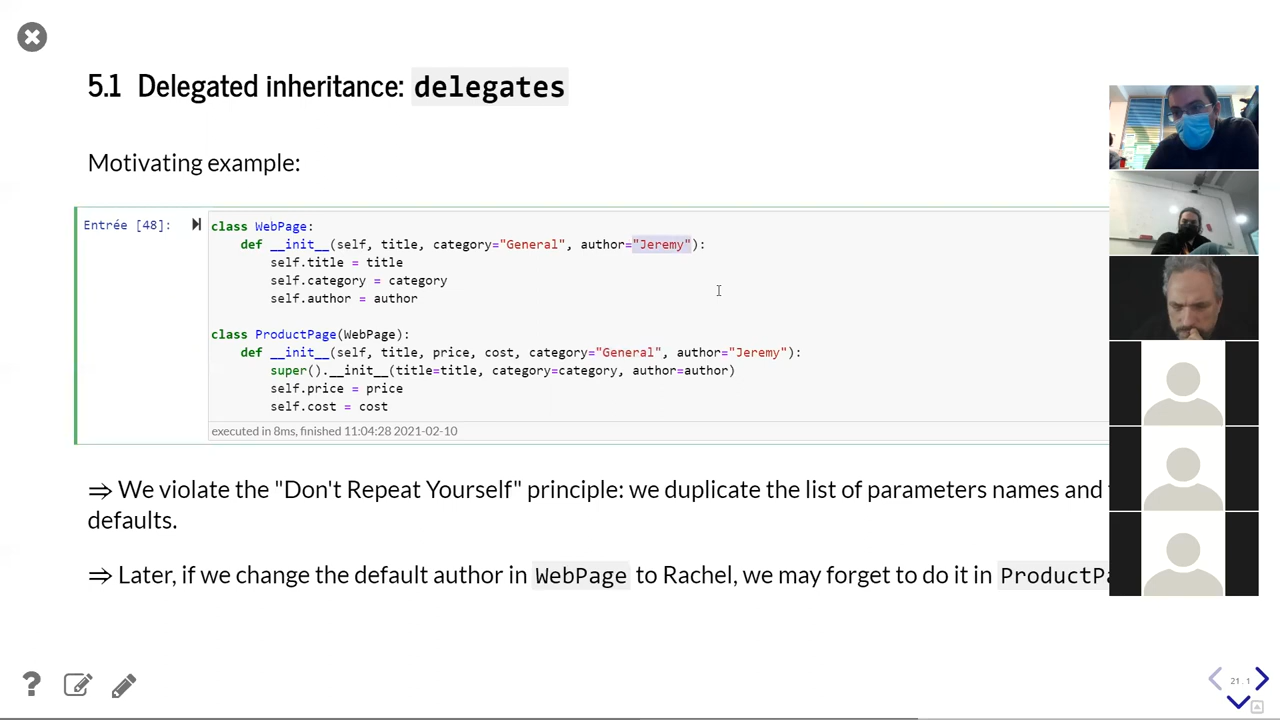 5.1 Delegated inheritance: delegates
Motivating example:
Entrée [48]:
class WebPage:
    def __init__(self, title, category="General", author="Jeremy"):
        self.title = title
        self.category = category
        self.author = author
class ProductPage(WebPage):
    def __init__(self, title, price, cost, category="General", author="Jeremy"):
        super().__init__(title=title, category=category, author=author)
        self.price = price
        self.cost = cost
executed in 8ms, finished 11:04:28 2021-02-10
⇒ We violate the "Don't Repeat Yourself" principle: we duplicate the list of parameters names and
defaults.
⇒ Later, if we change the default author in WebPage to Rachel, we may forget to do it in
?
21.1